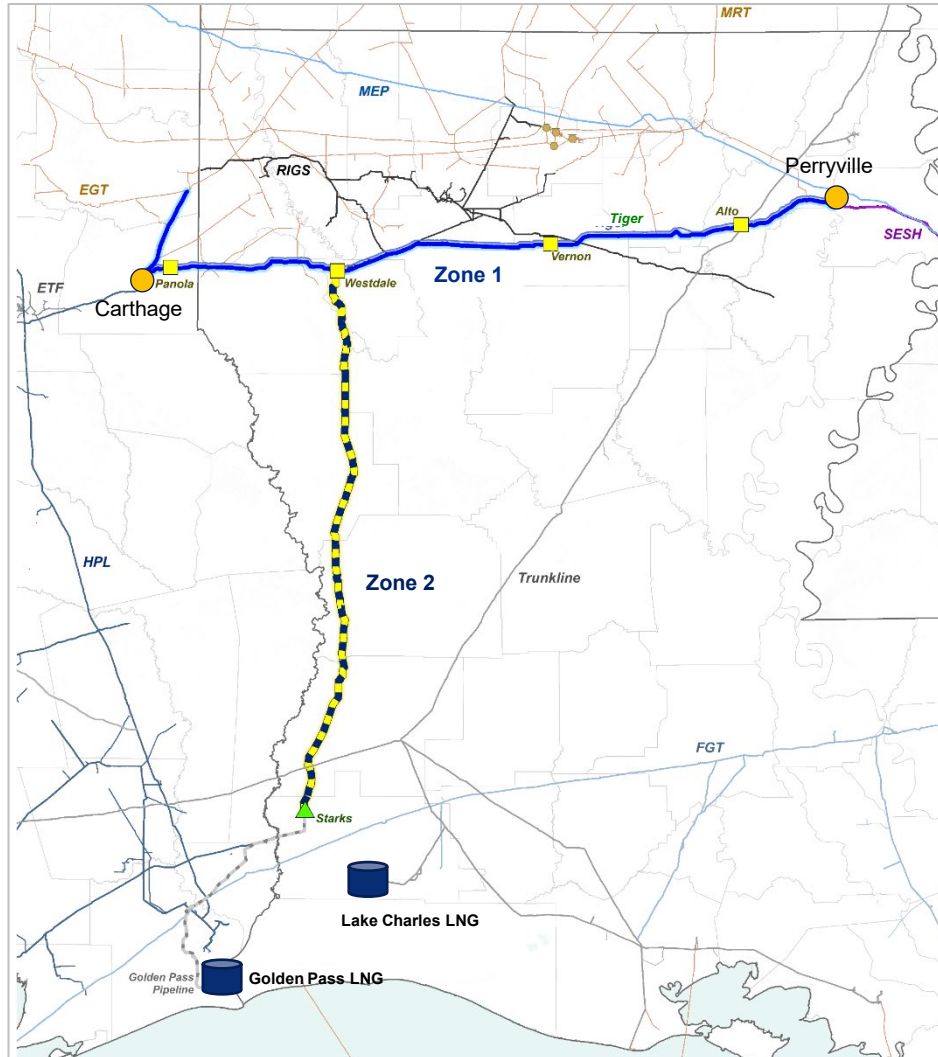 MRT
MEP
Perryville
RIGS
EGT
Tiger
Alto
SESH
Vernon
Panola
Westdale
Zone 1
ETF
Carthage
HPL
Zone 2
Trunkline
FGT
Starks
Lake Charles LNG
Golden Pass
Pipeline
Golden Pass LNG